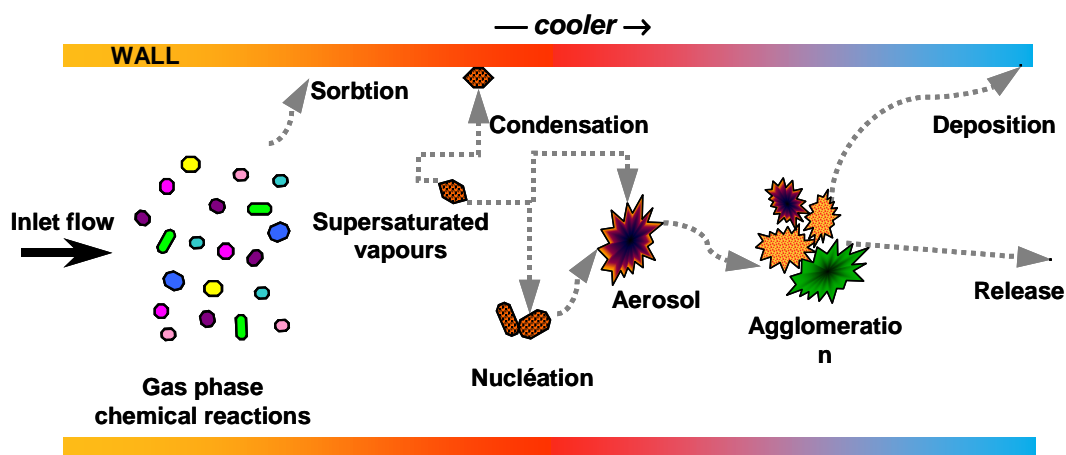 — cooler →
WALL
Sorbtion
Condensation
Deposition
Inlet flow
Supersaturated
vapours
Aerosol
Release
Agglomeratio
n
Nucléation
Gas phase
chemical reactions